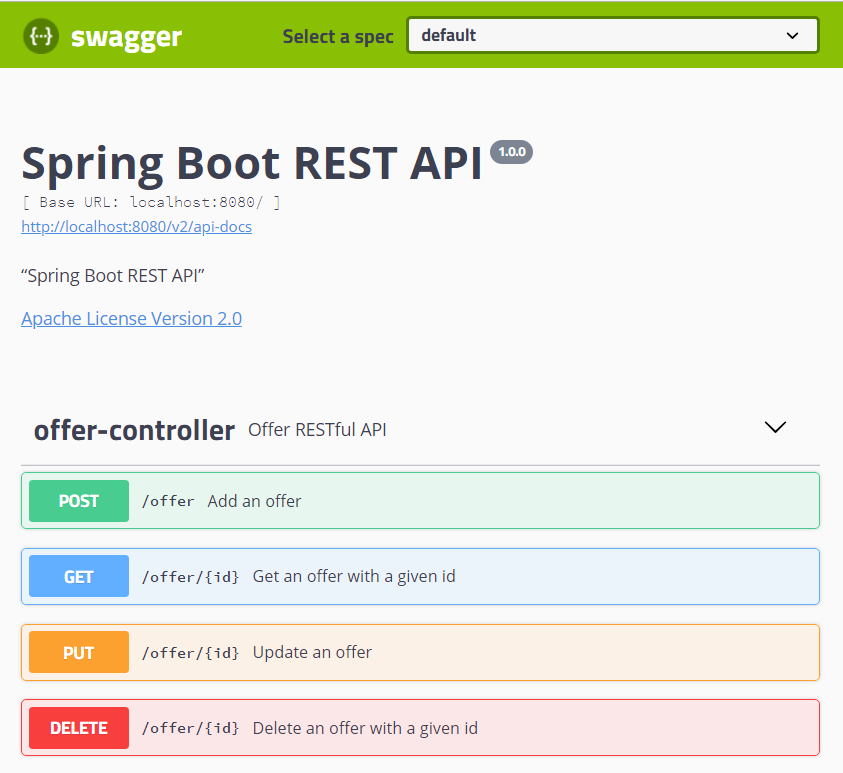 {···} swagger Select a spec default
Spring Boot REST API 1.0.0
[ Base URL: localhost:8080/ ]
http://localhost:8080/v2/api-docs
“Spring Boot REST API”
Apache License Version 2.0
offer-controller Offer RESTful API
POST /offer Add an offer
GET /offer/{id} Get an offer with a given id
PUT /offer/{id} Update an offer
DELETE /offer/{id} Delete an offer with a given id